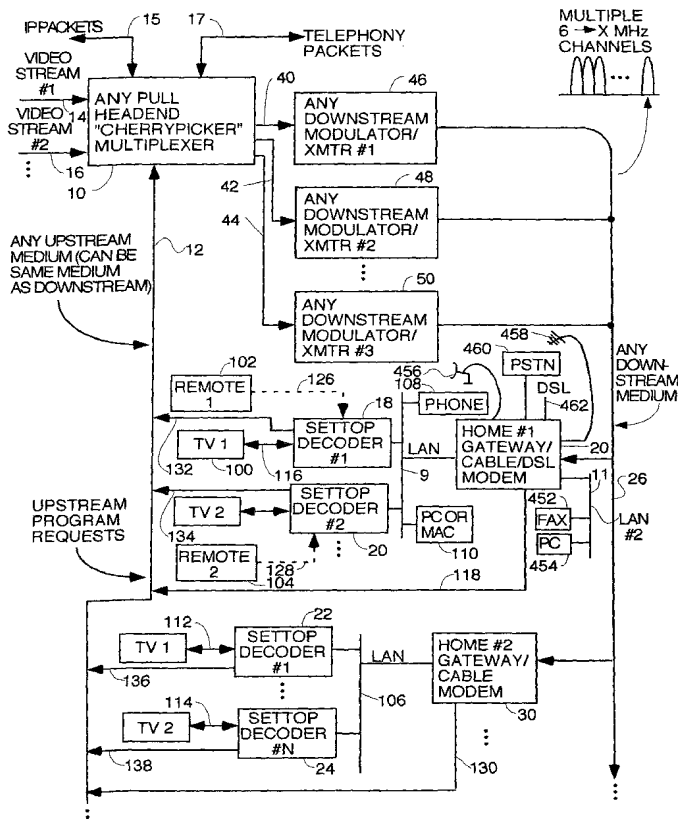 IPPACKETS
15
17
TELEPHONY
PACKETS
MULTIPLE
6 → X MHz
CHANNELS
VIDEO
STREAM
#1
14
VIDEO
STREAM
#2
16
ANY PULL
HEADEND
"CHERRYPICKER"
MULTIPLEXER
10
40
42
44
46
ANY
DOWNSTREAM
MODULATOR/
XMTR #1
48
ANY
DOWNSTREAM
MODULATOR/
XMTR #2
50
ANY
DOWNSTREAM
MODULATOR/
XMTR #3
ANY UPSTREAM
MEDIUM (CAN BE
SAME MEDIUM
AS DOWNSTREAM)
12
ANY DOWN-
STREAM
MEDIUM
102
REMOTE
1
126
18
SETTOP
DECODER
#1
132
TV 1
100
116
456
108
PHONE
458
460
PSTN
DSL
462
LAN
9
HOME #1
GATEWAY/
CABLE/DSL
MODEM
20
11
26
LAN #2
452
FAX
PC
454
TV 2
134
SETTOP
DECODER
#2
20
PC OR
MAC
110
REMOTE
2
128
104
118
UPSTREAM
PROGRAM
REQUESTS
112
TV 1
136
22
SETTOP
DECODER
#1
LAN
106
HOME #2
GATEWAY/
CABLE
MODEM
30
114
TV 2
138
SETTOP
DECODER
#N
24
130